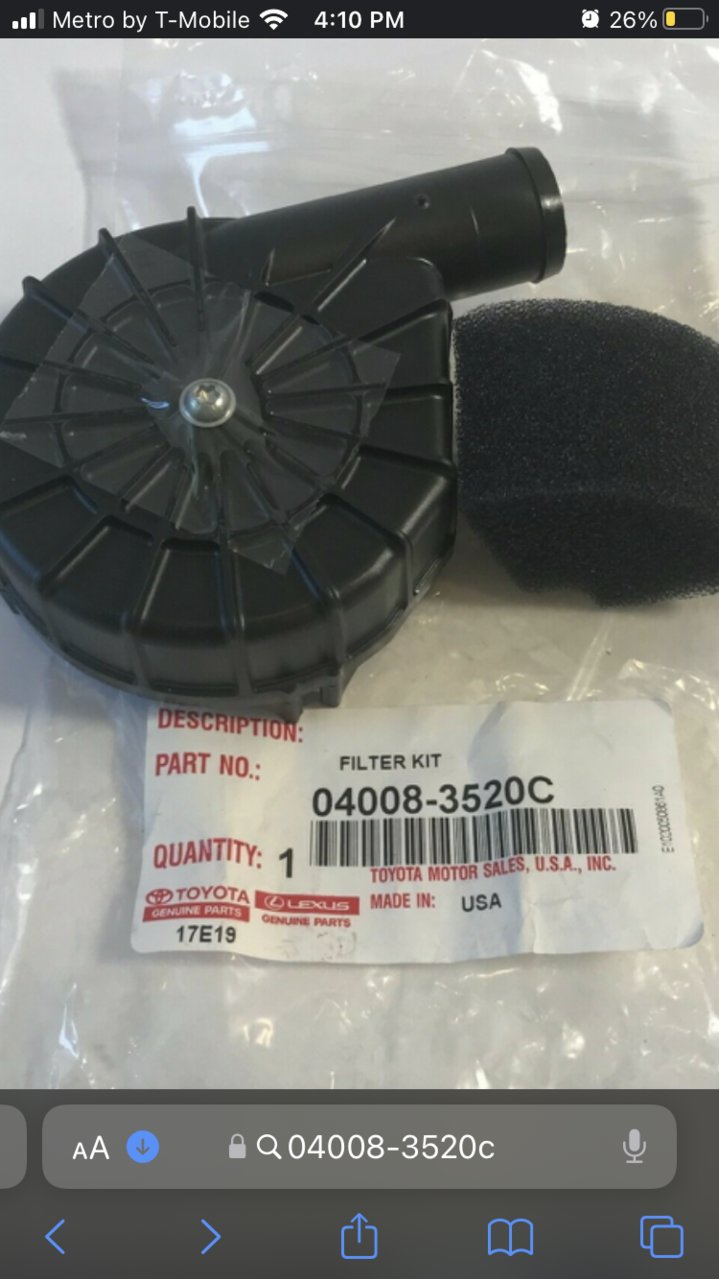 Metro by T-Mobile 4:10 PM 26%
DESCRIPTION:
FILTER KIT
PART NO.:
04008-3520C
QUANTITY: 1
TOYOTA MOTOR SALES, U.S.A., INC.
TOYOTA
GENUINE PARTS
LEXUS
GENUINE PARTS
MADE IN: USA
17E19
AA 04008-3520c